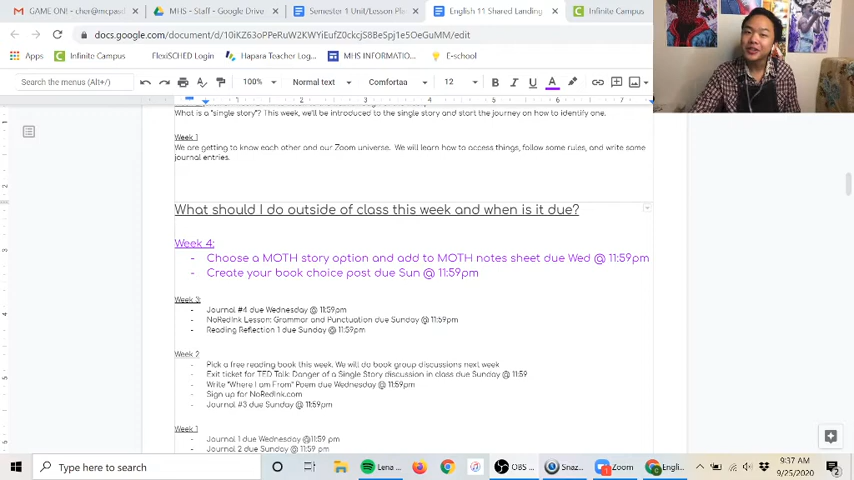 GAME ON! - cher@mcpasd
MHS - Staff - Google Drive
Semester 1 Unit/Lesson Pla
English 11 Shared Landing
Infinite Campus
docs.google.com/document/d/
/edit
Apps
Infinite Campus
FlexiSCHED Login
Hapara Teacher Log...
MHS INFORMATIO...
E-school
Search the menus (Alt+/)
100%
Normal text
Comfortaa
12
B I U A
1 2 3 4 5 6 7
What is a "single story"? This week, we'll be introduced to the single story and start the journey on how to identify one.
Week 1
We are getting to know each other and our Zoom universe. We will learn how to access things, follow some rules, and write some
journal entries.
What should I do outside of class this week and when is it due?
Week 4:
- Choose a MOTH story option and add to MOTH notes sheet due Wed @ 11:59pm
- Create your book choice post due Sun @ 11:59pm
Week 3:
- Journal #4 due Wednesday @ 11:59pm
- NoRedInk Lesson: Grammar and Punctuation due Sunday @ 11:59pm
- Reading Reflection 1 due Sunday @ 11:59pm
Week 2
- Pick a free reading book this week. We will do book group discussions next week
- Exit ticket for TED Talk: Danger of a Single Story discussion in class due Sunday @ 11:59
- Write "Where I am From" Poem due Wednesday @ 11:59pm
- Sign up for NoRedInk.com
- Journal #3 due Sunday @ 11:59pm
Week 1
- Journal 1 due Wednesday @11:59 pm
- Journal 2 due Sunday @ 11:59 pm
Type here to search
Lena ...
OBS ...
Snaz...
Zoom
Engli...
9:37 AM
9/25/2020